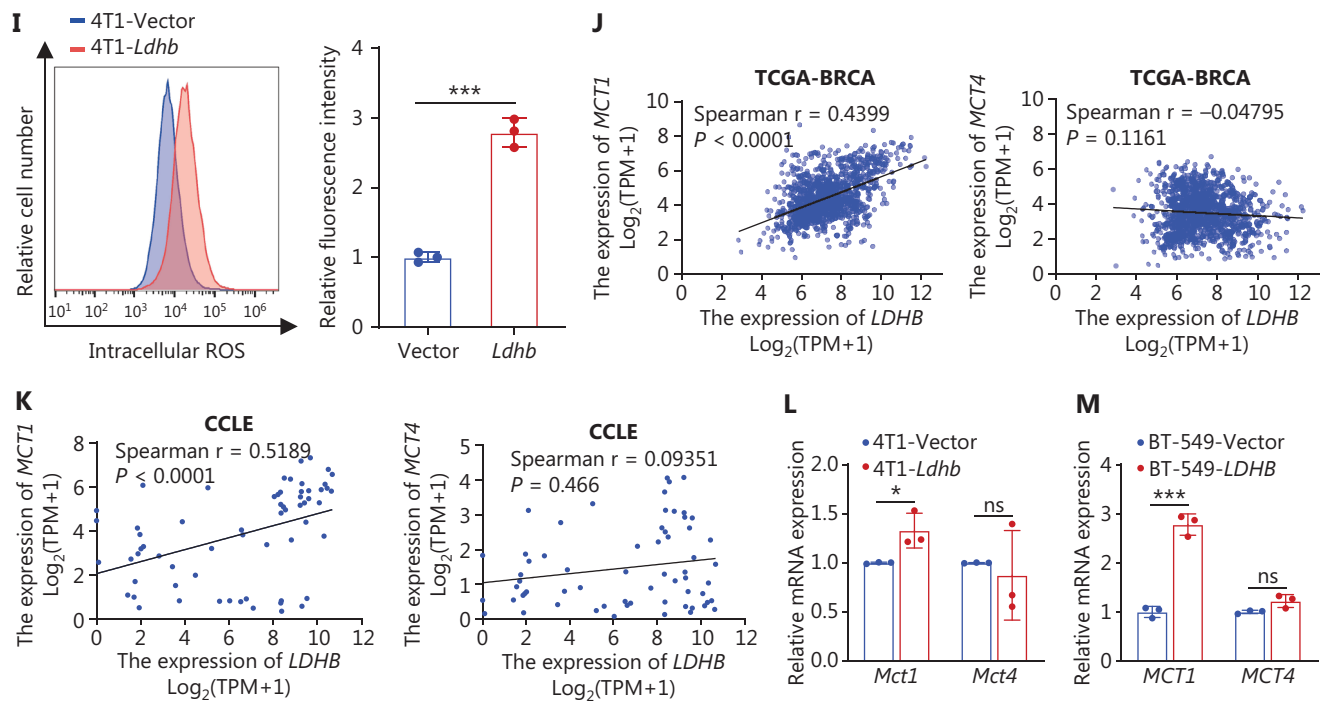 I
4T1-Vector
4T1-Ldhb
Relative cell number
10¹ 10² 10³ 10⁴ 10⁵ 10⁶
Intracellular ROS
Relative fluorescence intensity
4
3
2
1
0
***
Vector
Ldhb
J
TCGA-BRCA
Spearman r = 0.4399
P < 0.0001
The expression of MCT1
Log₂(TPM+1)
10
8
6
4
2
0
0 2 4 6 8 10 12
The expression of LDHB
Log₂(TPM+1)
TCGA-BRCA
Spearman r = −0.04795
P = 0.1161
The expression of MCT4
Log₂(TPM+1)
10
8
6
4
2
0
0 2 4 6 8 10 12
The expression of LDHB
Log₂(TPM+1)
K
CCLE
Spearman r = 0.5189
P < 0.0001
The expression of MCT1
Log₂(TPM+1)
8
6
4
2
0
0 2 4 6 8 10 12
The expression of LDHB
Log₂(TPM+1)
CCLE
Spearman r = 0.09351
P = 0.466
The expression of MCT4
Log₂(TPM+1)
5
4
3
2
1
0
0 2 4 6 8 10 12
The expression of LDHB
Log₂(TPM+1)
L
4T1-Vector
4T1-Ldhb
Relative mRNA expression
2.0
1.5
1.0
0.5
0.0
*
ns
Mct1
Mct4
M
BT-549-Vector
BT-549-LDHB
Relative mRNA expression
4
3
2
1
0
***
ns
MCT1
MCT4